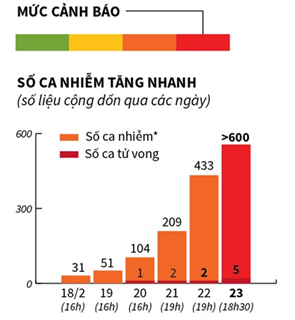 MỨC CẢNH BÁO
SỐ CA NHIỄM TĂNG NHANH
(số liệu cộng dồn qua các ngày)
600
Số ca nhiễm*
Số ca tử vong
>600
433
300
209
104
51
31
1
2
2
5
0
18/2 19 20 21 22 23
(16h) (16h) (16h) (19h) (19h) (18h30)